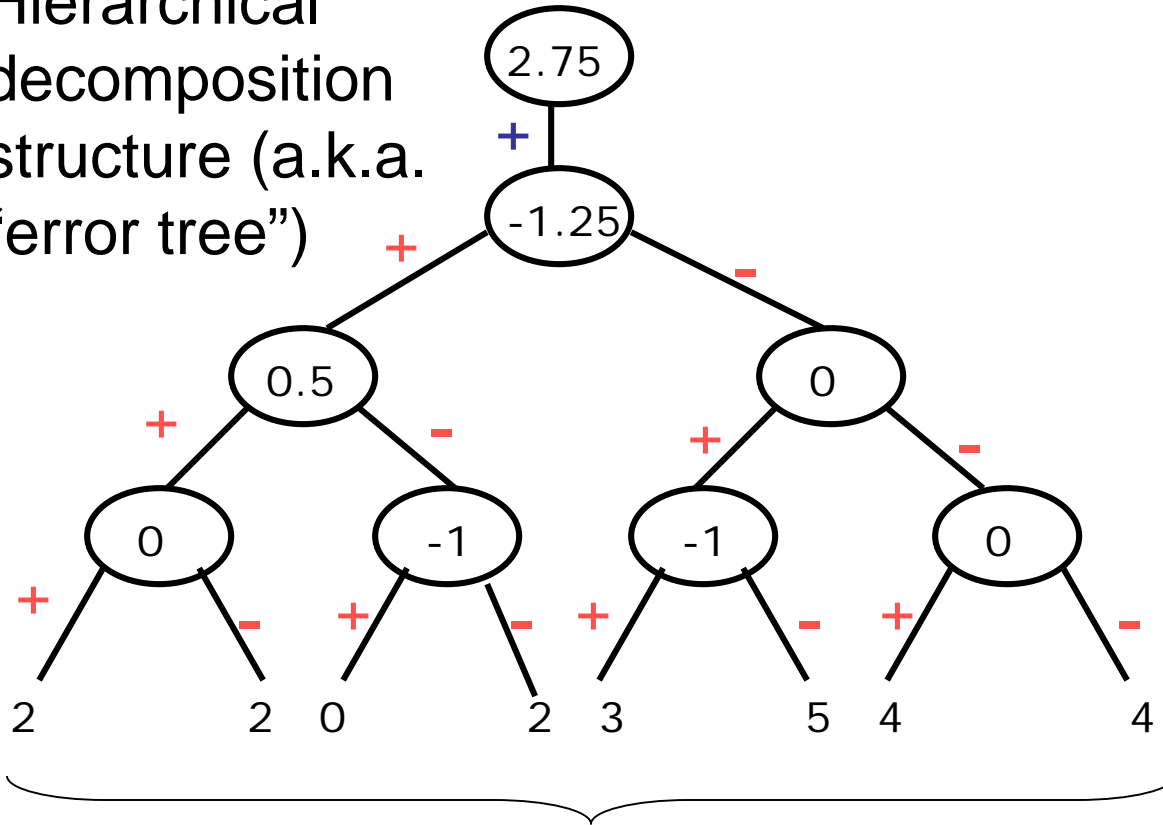 Hierarchical
decomposition
structure (a.k.a.
“error tree”)
2.75
+
-1.25
+ -
0.5 0
+ - + -
0 -1 -1 0
+ - + - + - + -
2 2 0 2 3 5 4 4